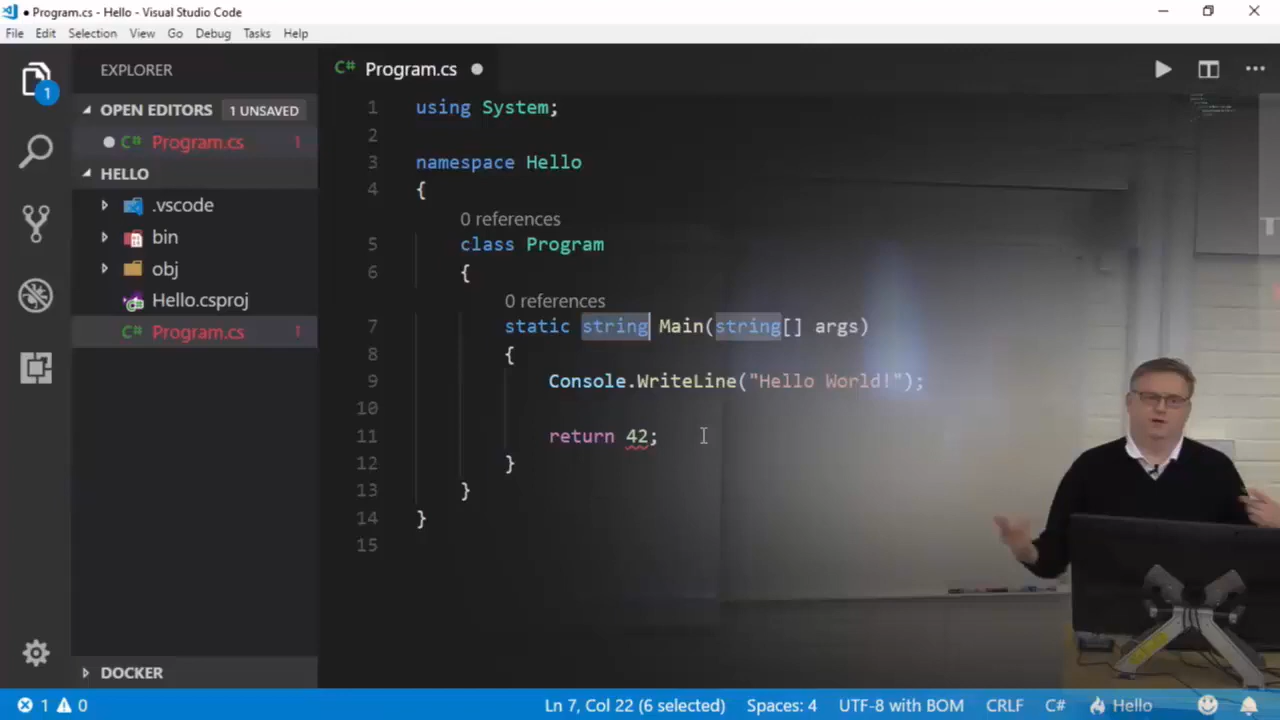 Program.cs - Hello - Visual Studio Code
File Edit Selection View Go Debug Tasks Help
1
EXPLORER
OPEN EDITORS 1 UNSAVED
C# Program.cs 1
HELLO
.vscode
bin
obj
Hello.csproj
C# Program.cs 1
DOCKER
C# Program.cs
1 using System;
2
3 namespace Hello
4 {
0 references
5 class Program
6 {
0 references
7 static string Main(string[] args)
8 {
9 Console.WriteLine("Hello World!");
10
11 return 42;
12 }
13 }
14 }
15
1 0 Ln 7, Col 22 (6 selected) Spaces: 4 UTF-8 with BOM CRLF C# Hello